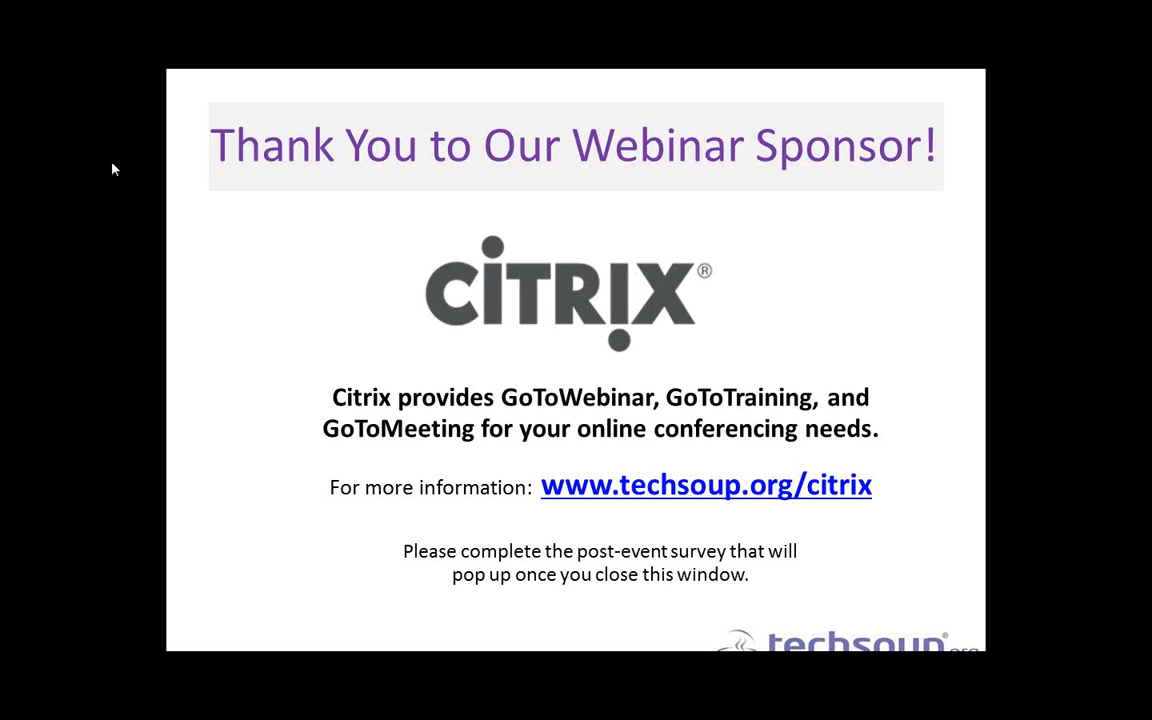 Thank You to Our Webinar Sponsor!
CiTRIX®
Citrix provides GoToWebinar, GoToTraining, and
GoToMeeting for your online conferencing needs.
For more information: www.techsoup.org/citrix
Please complete the post-event survey that will
pop up once you close this window.
techsoup®.org